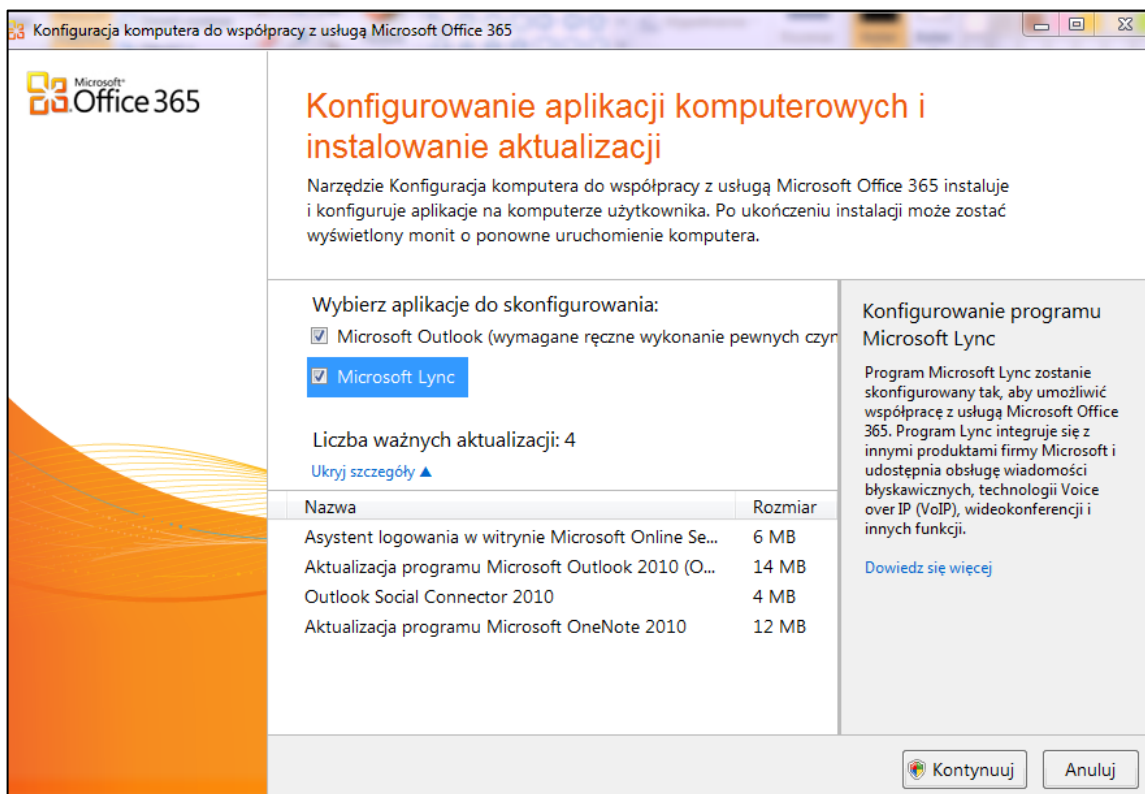 Konfiguracja komputera do współpracy z usługą Microsoft Office 365
Microsoft®
Office 365
Konfigurowanie aplikacji komputerowych i
instalowanie aktualizacji
Narzędzie Konfiguracja komputera do współpracy z usługą Microsoft Office 365 instaluje
i konfiguruje aplikacje na komputerze użytkownika. Po ukończeniu instalacji może zostać
wyświetlony monit o ponowne uruchomienie komputera.
Wybierz aplikacje do skonfigurowania:
Microsoft Outlook (wymagane ręczne wykonanie pewnych czyn
Microsoft Lync
Liczba ważnych aktualizacji: 4
Ukryj szczegóły ▲
Nazwa Rozmiar
Asystent logowania w witrynie Microsoft Online Se... 6 MB
Aktualizacja programu Microsoft Outlook 2010 (O... 14 MB
Outlook Social Connector 2010 4 MB
Aktualizacja programu Microsoft OneNote 2010 12 MB
Konfigurowanie programu
Microsoft Lync
Program Microsoft Lync zostanie
skonfigurowany tak, aby umożliwić
współpracę z usługą Microsoft Office
365. Program Lync integruje się z
innymi produktami firmy Microsoft i
udostępnia obsługę wiadomości
błyskawicznych, technologii Voice
over IP (VoIP), wideokonferencji i
innych funkcji.
Dowiedz się więcej
Kontynuuj
Anuluj